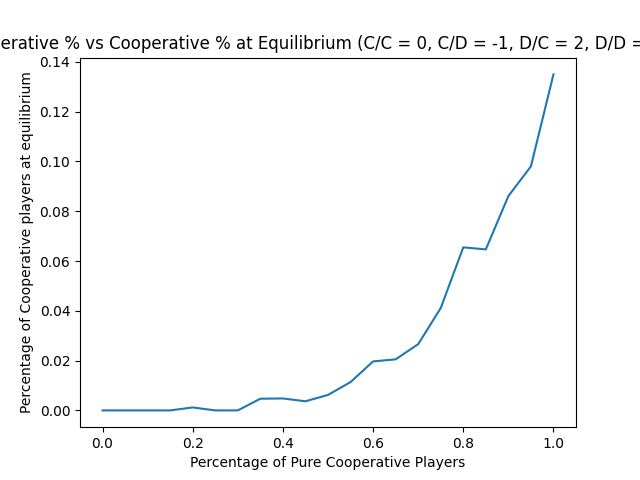 erative % vs Cooperative % at Equilibrium (C/C = 0, C/D = -1, D/C = 2, D/D =
Percentage of Cooperative players at equilibrium
0.14
0.12
0.10
0.08
0.06
0.04
0.02
0.00
0.0 0.2 0.4 0.6 0.8 1.0
Percentage of Pure Cooperative Players